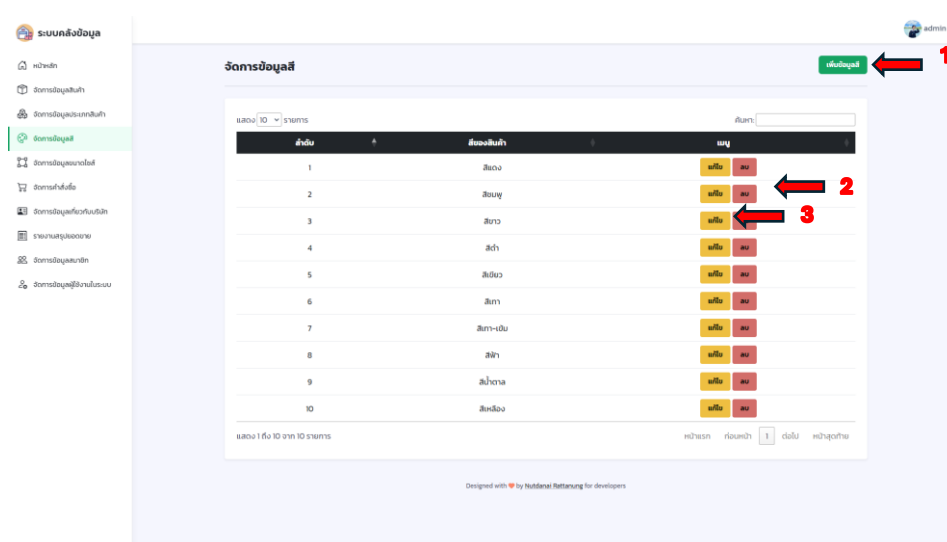 ระบบคลังข้อมูล
admin
หน้าหลัก
จัดการข้อมูลสินค้า
จัดการข้อมูลประเภทสินค้า
จัดการข้อมูลสี
จัดการข้อมูลขนาดไซส์
จัดการคำสั่งซื้อ
จัดการข้อมูลเกี่ยวกับบริษัท
รายงานสรุปยอดขาย
จัดการข้อมูลสมาชิก
จัดการข้อมูลผู้ใช้งานในระบบ
จัดการข้อมูลสี
เพิ่มข้อมูลสี
1
แสดง 10 รายการ
ค้นหา:
ลำดับ สีของสินค้า เมนู
1 สีแดง แก้ไข ลบ
2 สีชมพู แก้ไข ลบ 2
3 สีขาว แก้ไข 3
4 สีดำ แก้ไข ลบ
5 สีเขียว แก้ไข ลบ
6 สีเทา แก้ไข ลบ
7 สีเทา-เข้ม แก้ไข ลบ
8 สีฟ้า แก้ไข ลบ
9 สีน้ำตาล แก้ไข ลบ
10 สีเหลือง แก้ไข ลบ
แสดง 1 ถึง 10 จาก 10 รายการ
หน้าแรก ก่อนหน้า 1 ต่อไป หน้าสุดท้าย
Designed with by Nutdanai Rattanung for developers